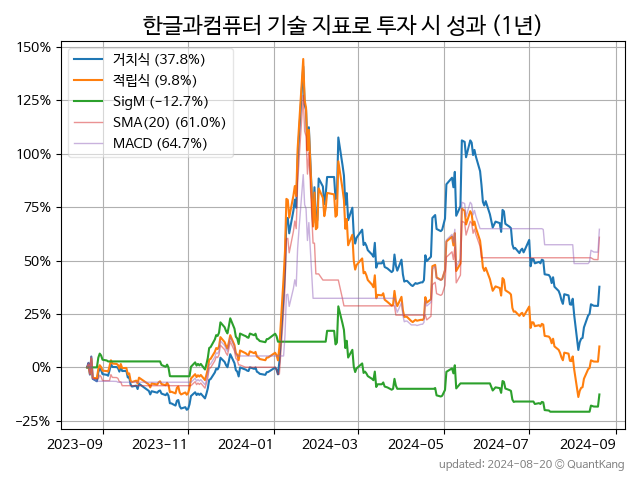 한글과컴퓨터 기술 지표로 투자 시 성과 (1년)
150%
125%
100%
75%
50%
25%
0%
−25%
거치식 (37.8%)
적립식 (9.8%)
SigM (−12.7%)
SMA(20) (61.0%)
MACD (64.7%)
2023-09 2023-11 2024-01 2024-03 2024-05 2024-07 2024-09
updated: 2024-08-20 © QuantKang